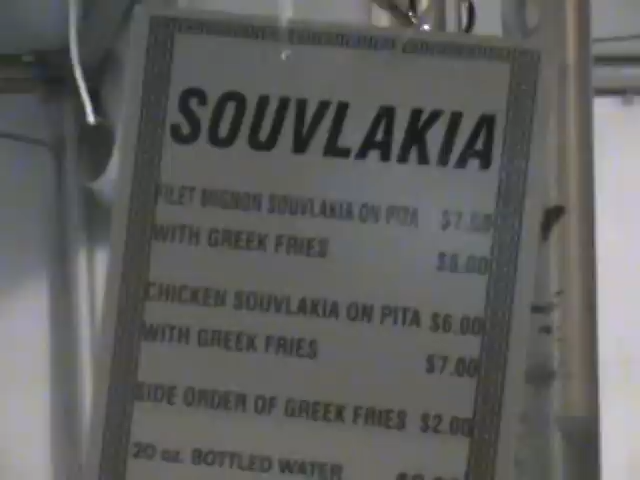 SOUVLAKIA
FILET MIGNON SOUVLAKIA ON PITA $7.00
WITH GREEK FRIES $8.00
CHICKEN SOUVLAKIA ON PITA $6.00
WITH GREEK FRIES $7.00
SIDE ORDER OF GREEK FRIES $2.00
20 oz. BOTTLED WATER